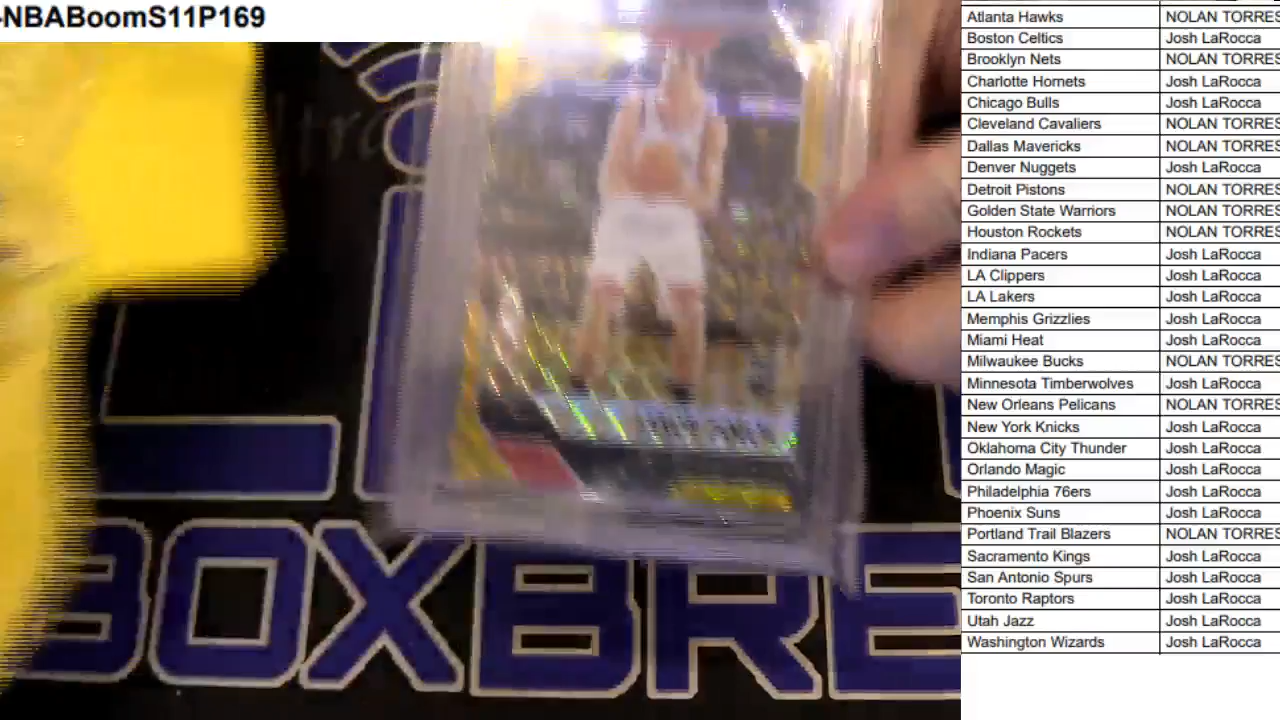 -NBABoomS11P169
Atlanta Hawks NOLAN TORRES
Boston Celtics Josh LaRocca
Brooklyn Nets NOLAN TORRES
Charlotte Hornets Josh LaRocca
Chicago Bulls Josh LaRocca
Cleveland Cavaliers NOLAN TORRES
Dallas Mavericks NOLAN TORRES
Denver Nuggets Josh LaRocca
Detroit Pistons NOLAN TORRES
Golden State Warriors NOLAN TORRES
Houston Rockets NOLAN TORRES
Indiana Pacers Josh LaRocca
LA Clippers Josh LaRocca
LA Lakers Josh LaRocca
Memphis Grizzlies Josh LaRocca
Miami Heat Josh LaRocca
Milwaukee Bucks NOLAN TORRES
Minnesota Timberwolves Josh LaRocca
New Orleans Pelicans NOLAN TORRES
New York Knicks Josh LaRocca
Oklahoma City Thunder Josh LaRocca
Orlando Magic Josh LaRocca
Philadelphia 76ers Josh LaRocca
Phoenix Suns Josh LaRocca
Portland Trail Blazers NOLAN TORRES
Sacramento Kings Josh LaRocca
San Antonio Spurs Josh LaRocca
Toronto Raptors Josh LaRocca
Utah Jazz Josh LaRocca
Washington Wizards Josh LaRocca
BOXBRE